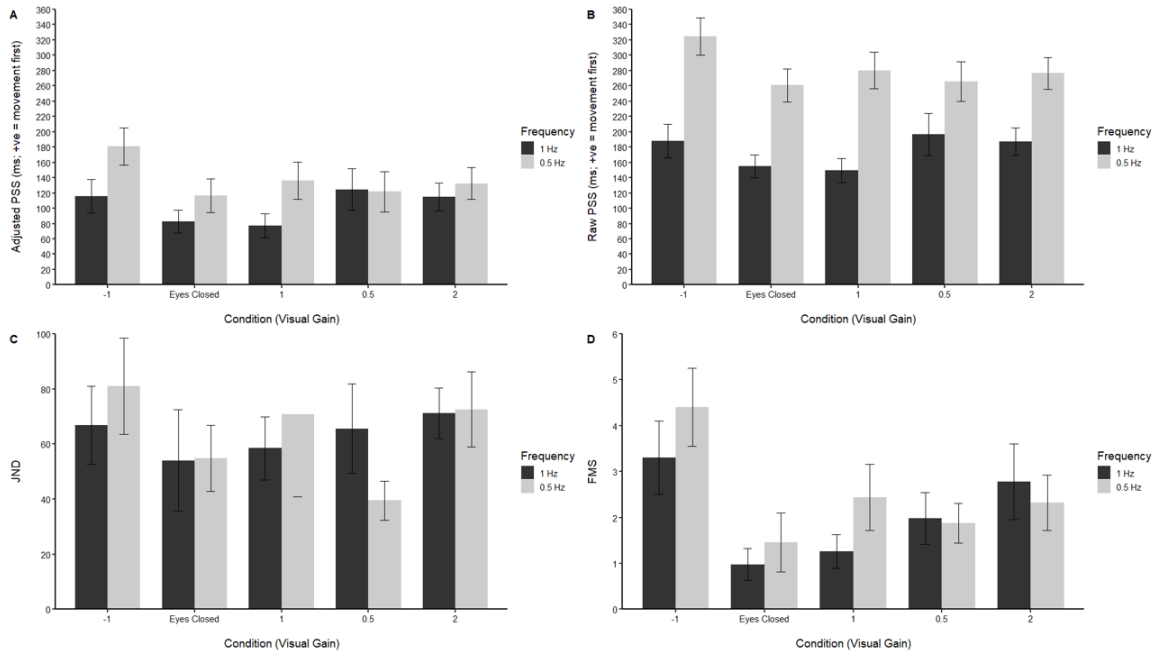 A
Adjusted PSS (ms; +ve = movement first)
360
340
320
300
280
260
240
220
200
180
160
140
120
100
80
60
40
20
0
-1
Eyes Closed
1
0.5
2
Condition (Visual Gain)
Frequency
1 Hz
0.5 Hz
B
Raw PSS (ms; +ve = movement first)
360
340
320
300
280
260
240
220
200
180
160
140
120
100
80
60
40
20
0
-1
Eyes Closed
1
0.5
2
Condition (Visual Gain)
Frequency
1 Hz
0.5 Hz
C
JND
100
80
60
40
20
0
-1
Eyes Closed
1
0.5
2
Condition (Visual Gain)
Frequency
1 Hz
0.5 Hz
D
FMS
6
5
4
3
2
1
0
-1
Eyes Closed
1
0.5
2
Condition (Visual Gain)
Frequency
1 Hz
0.5 Hz